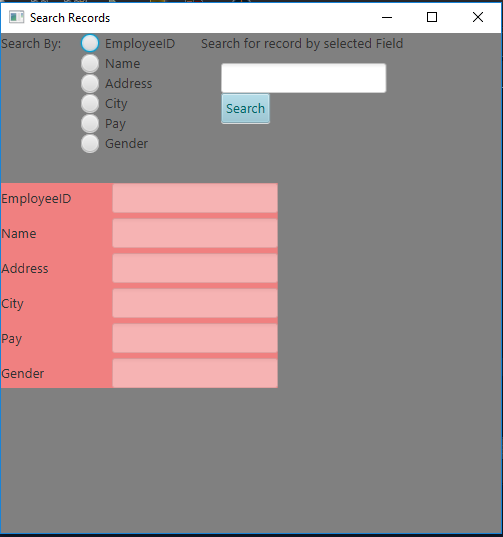 Search Records
Search By: EmployeeID Search for record by selected Field
Name
Address
City
Pay
Gender
Search
EmployeeID
Name
Address
City
Pay
Gender